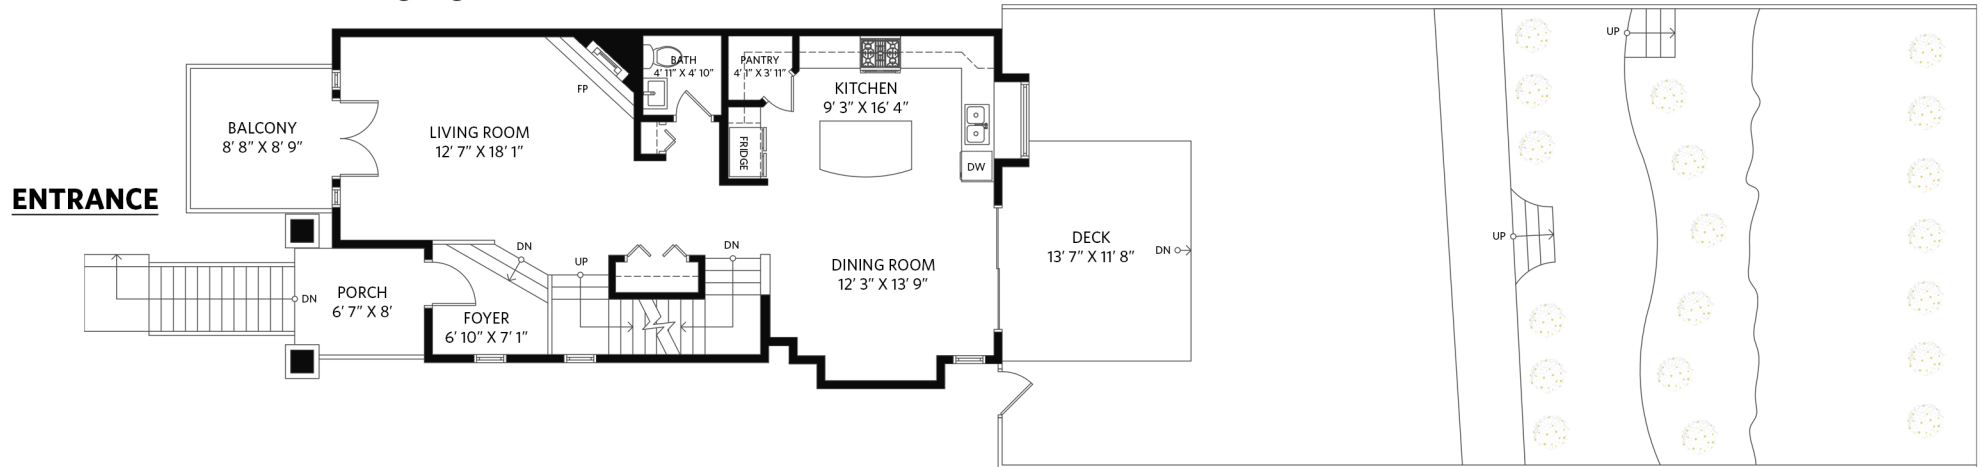 ENTRANCE
BALCONY
8' 8" X 8' 9"
LIVING ROOM
12' 7" X 18' 1"
FP
BATH
4' 11" X 4' 10"
PANTRY
4' 1" X 3' 11"
KITCHEN
9' 3" X 16' 4"
FRIDGE
DW
DN
PORCH
6' 7" X 8'
FOYER
6' 10" X 7' 1"
DN
UP
DN
DINING ROOM
12' 3" X 13' 9"
DECK
13' 7" X 11' 8"
DN
UP
UP